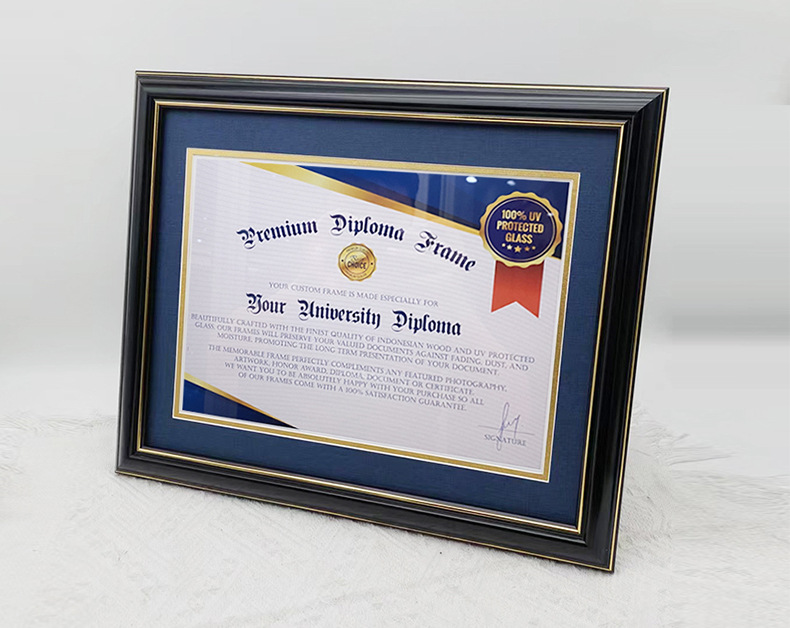 Premium Diploma Frame
100% UV
PROTECTED
GLASS
CHOICE
YOUR CUSTOM FRAME IS MADE ESPECIALLY FOR
Your University Diploma
BEAUTIFULLY CRAFTED WITH THE FINEST QUALITY OF INDONESIAN WOOD AND UV PROTECTED
GLASS. OUR FRAMES WILL PRESERVE YOUR VALUED DOCUMENTS AGAINST FADING, DUST, AND
MOISTURE, PROMOTING THE LONG TERM PRESENTATION OF YOUR DOCUMENT.
THE MEMORABLE FRAME PERFECTLY COMPLEMENTS ANY FEATURED PHOTOGRAPHY,
ARTWORK, HONOR AWARD, DIPLOMA, DOCUMENT OR CERTIFICATE.
WE WANT YOU TO BE ABSOLUTELY HAPPY WITH YOUR PURCHASE SO ALL
OF OUR FRAMES COME WITH A 100% SATISFACTION GUARANTEE.
SIGNATURE